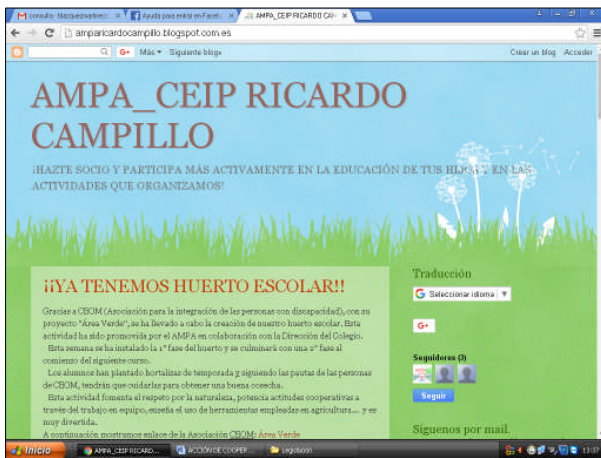 consulta - blazquezmartinez@
Ayuda para entrar en Faceb
AMPA_CEIP RICARDO CAM
amparicardocampillo.blogspot.com.es
G+ Más Siguiente blog»
Crear un blog Acceder
AMPA_CEIP RICARDO
CAMPILLO
¡HAZTE SOCIO Y PARTICIPA MÁS ACTIVAMENTE EN LA EDUCACIÓN DE TUS HIJOS Y EN LAS
ACTIVIDADES QUE ORGANIZAMOS!
¡¡YA TENEMOS HUERTO ESCOLAR!!
Gracias a CEOM (Asociación para la integración de las personas con discapacidad), con su
proyecto "Área Verde", se ha llevado a cabo la creación de nuestro huerto escolar. Esta
actividad ha sido promovida por el AMPA en colaboración con la Dirección del Colegio.
Esta semana se ha instalado la 1ª fase del huerto y se culminará con una 2ª fase al
comienzo del siguiente curso.
Los alumnos han plantado hortalizas de temporada y siguiendo las pautas de las personas
de CEOM, tendrán que cuidarlas para obtener una buena cosecha.
Esta actividad fomenta el respeto por la naturaleza, potencia actitudes cooperativas a
través del trabajo en equipo, enseña el uso de herramientas empleadas en agricultura.... y es
muy divertida.
A continuación mostramos enlace de la Asociación CEOM: Área Verde
Traducción
G Seleccionar idioma ▼
G+
Seguidores (3)
Seguir
Síguenos por mail.
Inicio
AMPA_CEIP RICARD...
ACCIÓN DE COOPER...
Legislación
13:37